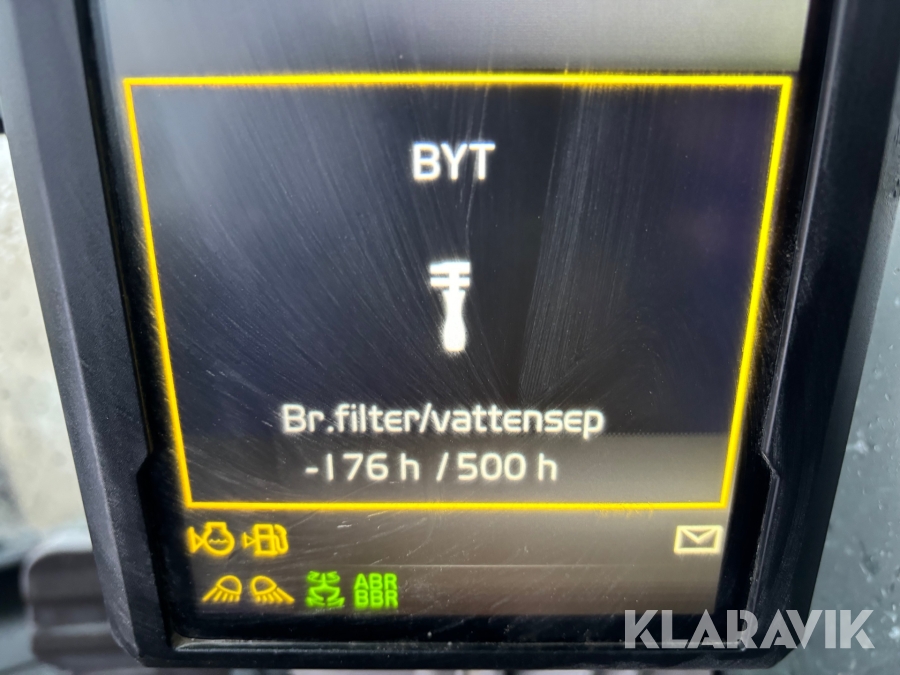 BYT
Br.filter/vattensep
-176 h / 500 h
ABR
BBR
KLARAVIK